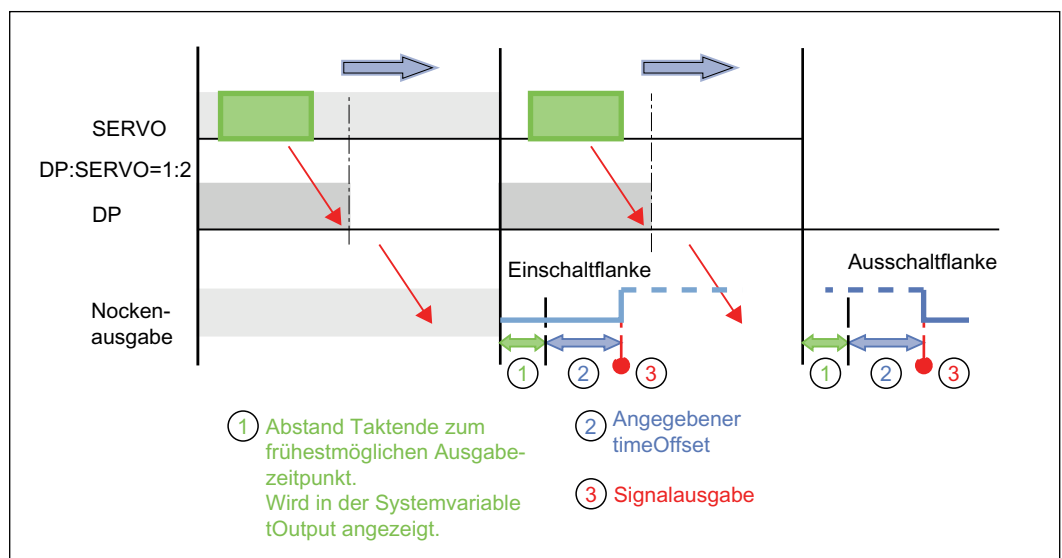 SERVO
DP:SERVO=1:2
DP
Einschaltflanke
Ausschaltflanke
Nocken-
ausgabe
1
2
3
1
2
3
1 Abstand Taktende zum
frühestmöglichen Ausgabe-
zeitpunkt.
Wird in der Systemvariable
tOutput angezeigt.
2 Angegebener
timeOffset
3 Signalausgabe